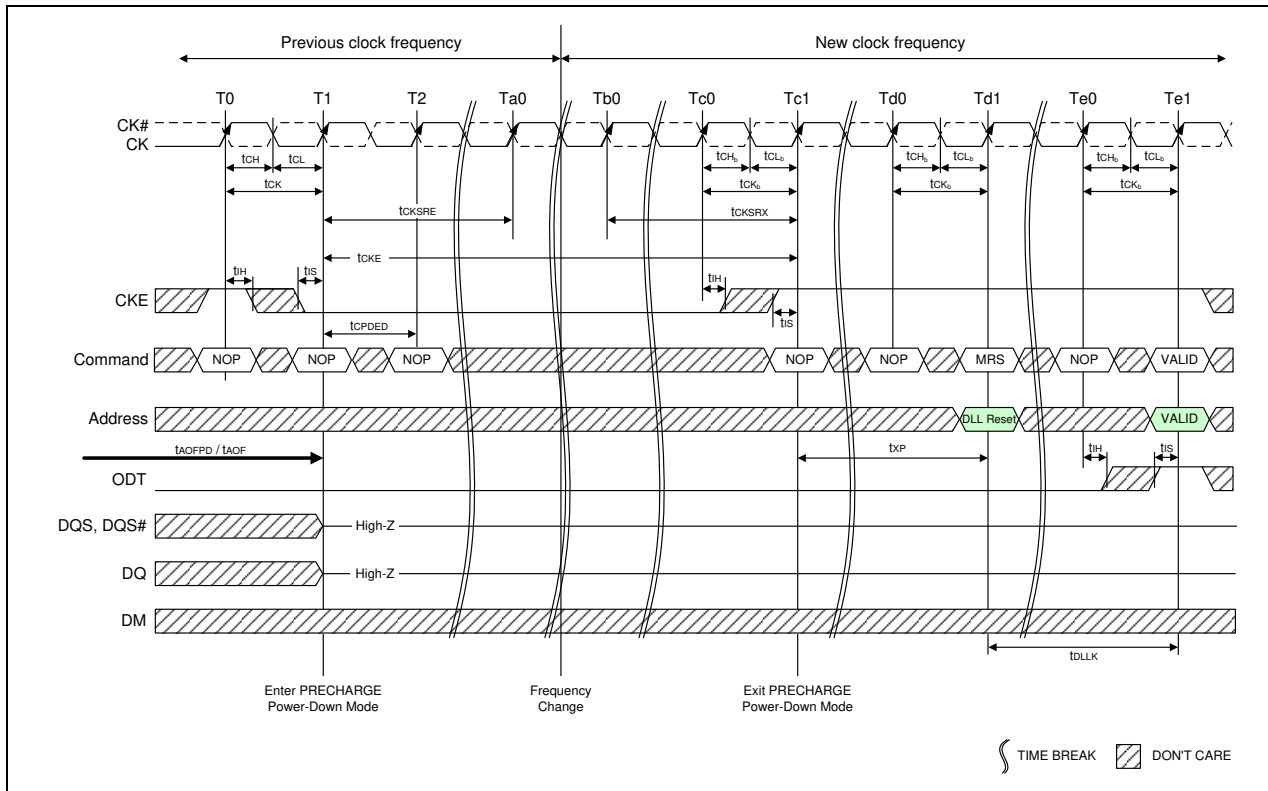 Previous clock frequency New clock frequency
T0 T1 T2 Ta0 Tb0 Tc0 Tc1 Td0 Td1 Te0 Te1
CK#
CK
tCH tCL tCHb tCLb tCHb tCLb tCHb tCLb
tCK tCKb tCKb tCKb
tCKSRE tCKSRX
tCKE
tIH tIS tIH
CKE
tIS
tCPDED
Command NOP NOP NOP NOP NOP MRS NOP VALID
Address DLL Reset VALID
tAOFPD / tAOF tXP tIH tIS
ODT
DQS, DQS# High-Z
DQ High-Z
DM
tDLLK
Enter PRECHARGE Frequency Exit PRECHARGE
Power-Down Mode Change Power-Down Mode
TIME BREAK DON'T CARE